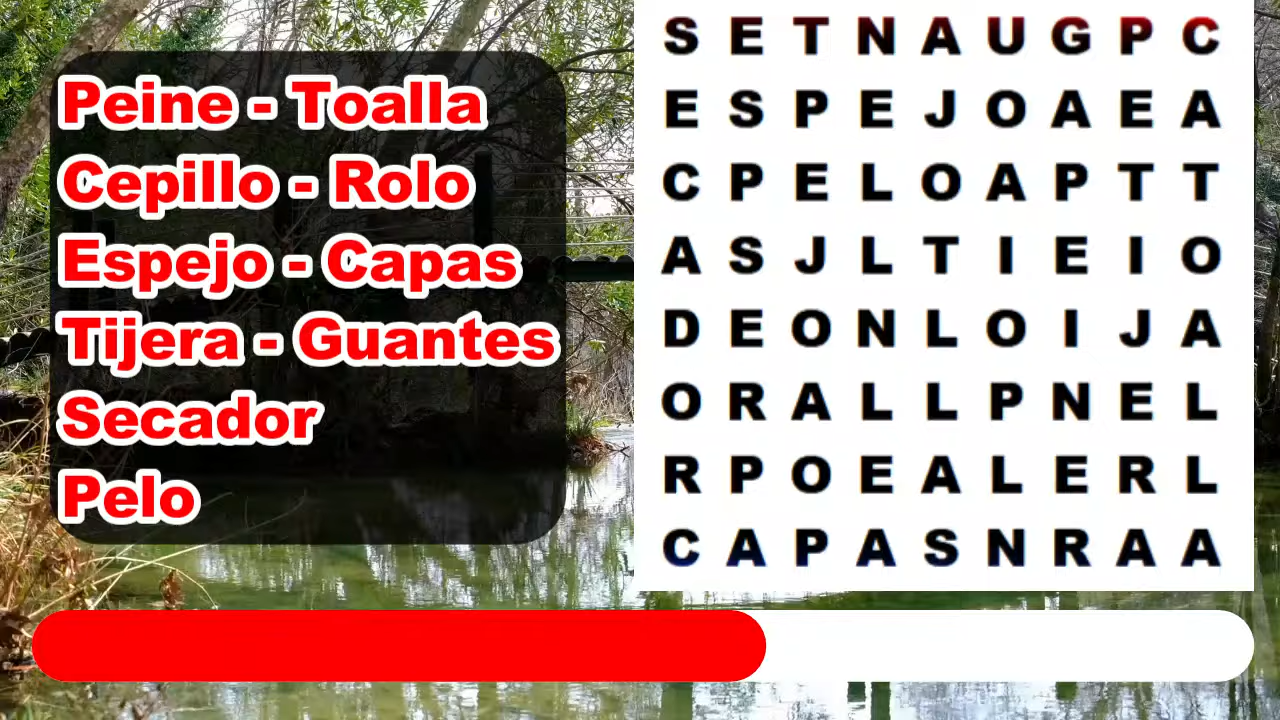 Peine - Toalla
Cepillo - Rolo
Espejo - Capas
Tijera - Guantes
Secador
Pelo
S E T N A U G P C
E S P E J O A E A
C P E L O A P T T
A S J L T I E I O
D E O N L O I J A
O R A L L P N E L
R P O E A L E R L
C A P A S N R A A